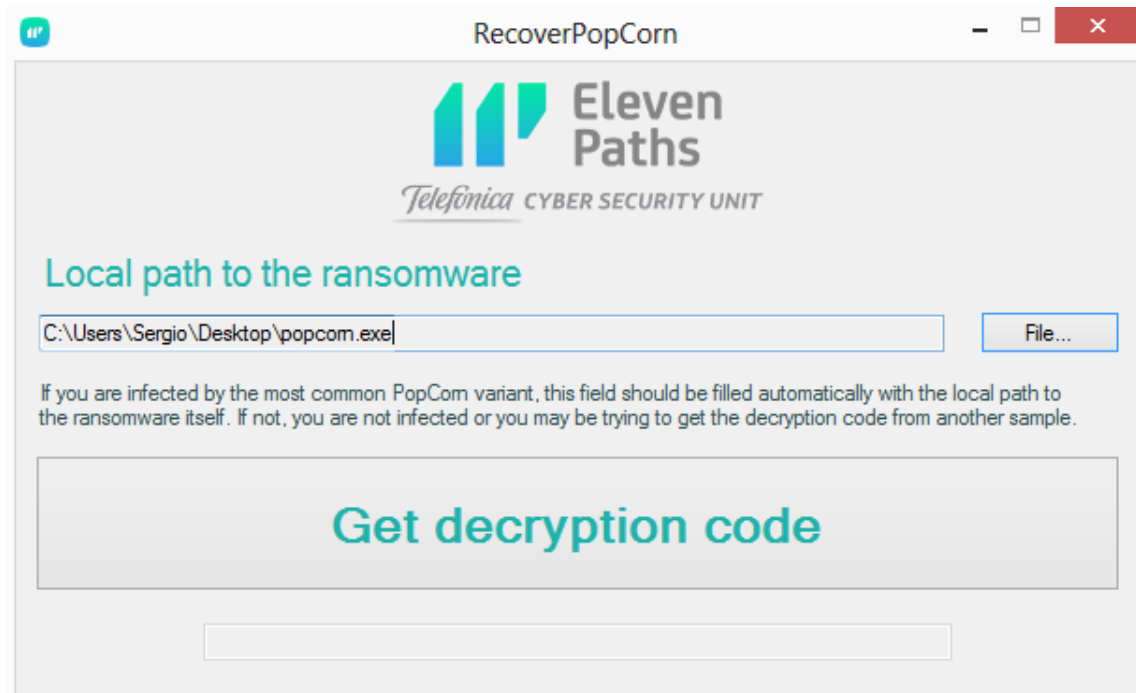 RecoverPopCorn
Eleven
Paths
Telefónica CYBER SECURITY UNIT
Local path to the ransomware
C:\Users\Sergio\Desktop\popcorn.exe
File...
If you are infected by the most common PopCorn variant, this field should be filled automatically with the local path to
the ransomware itself. If not, you are not infected or you may be trying to get the decryption code from another sample.
Get decryption code